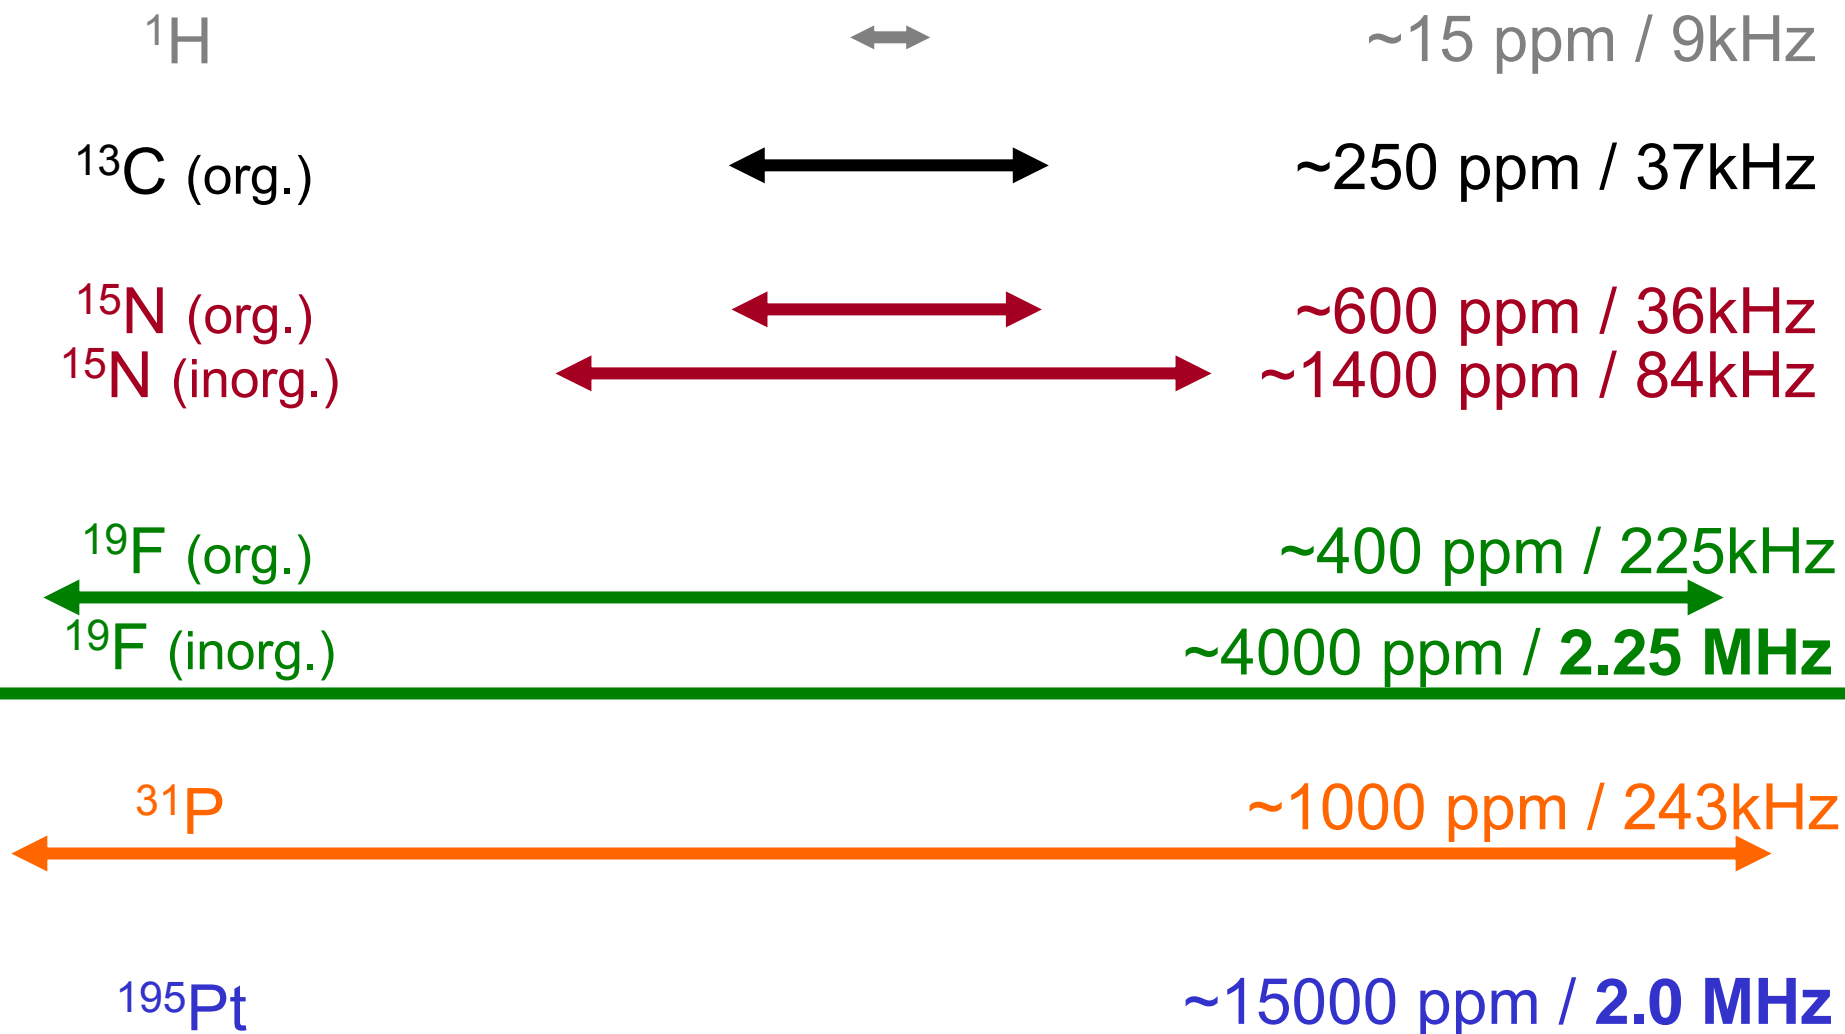 ¹H ~15 ppm / 9kHz
¹³C (org.) ~250 ppm / 37kHz
¹⁵N (org.) ~600 ppm / 36kHz
¹⁵N (inorg.) ~1400 ppm / 84kHz
¹⁹F (org.) ~400 ppm / 225kHz
¹⁹F (inorg.) ~4000 ppm / 2.25 MHz
³¹P ~1000 ppm / 243kHz
¹⁹⁵Pt ~15000 ppm / 2.0 MHz